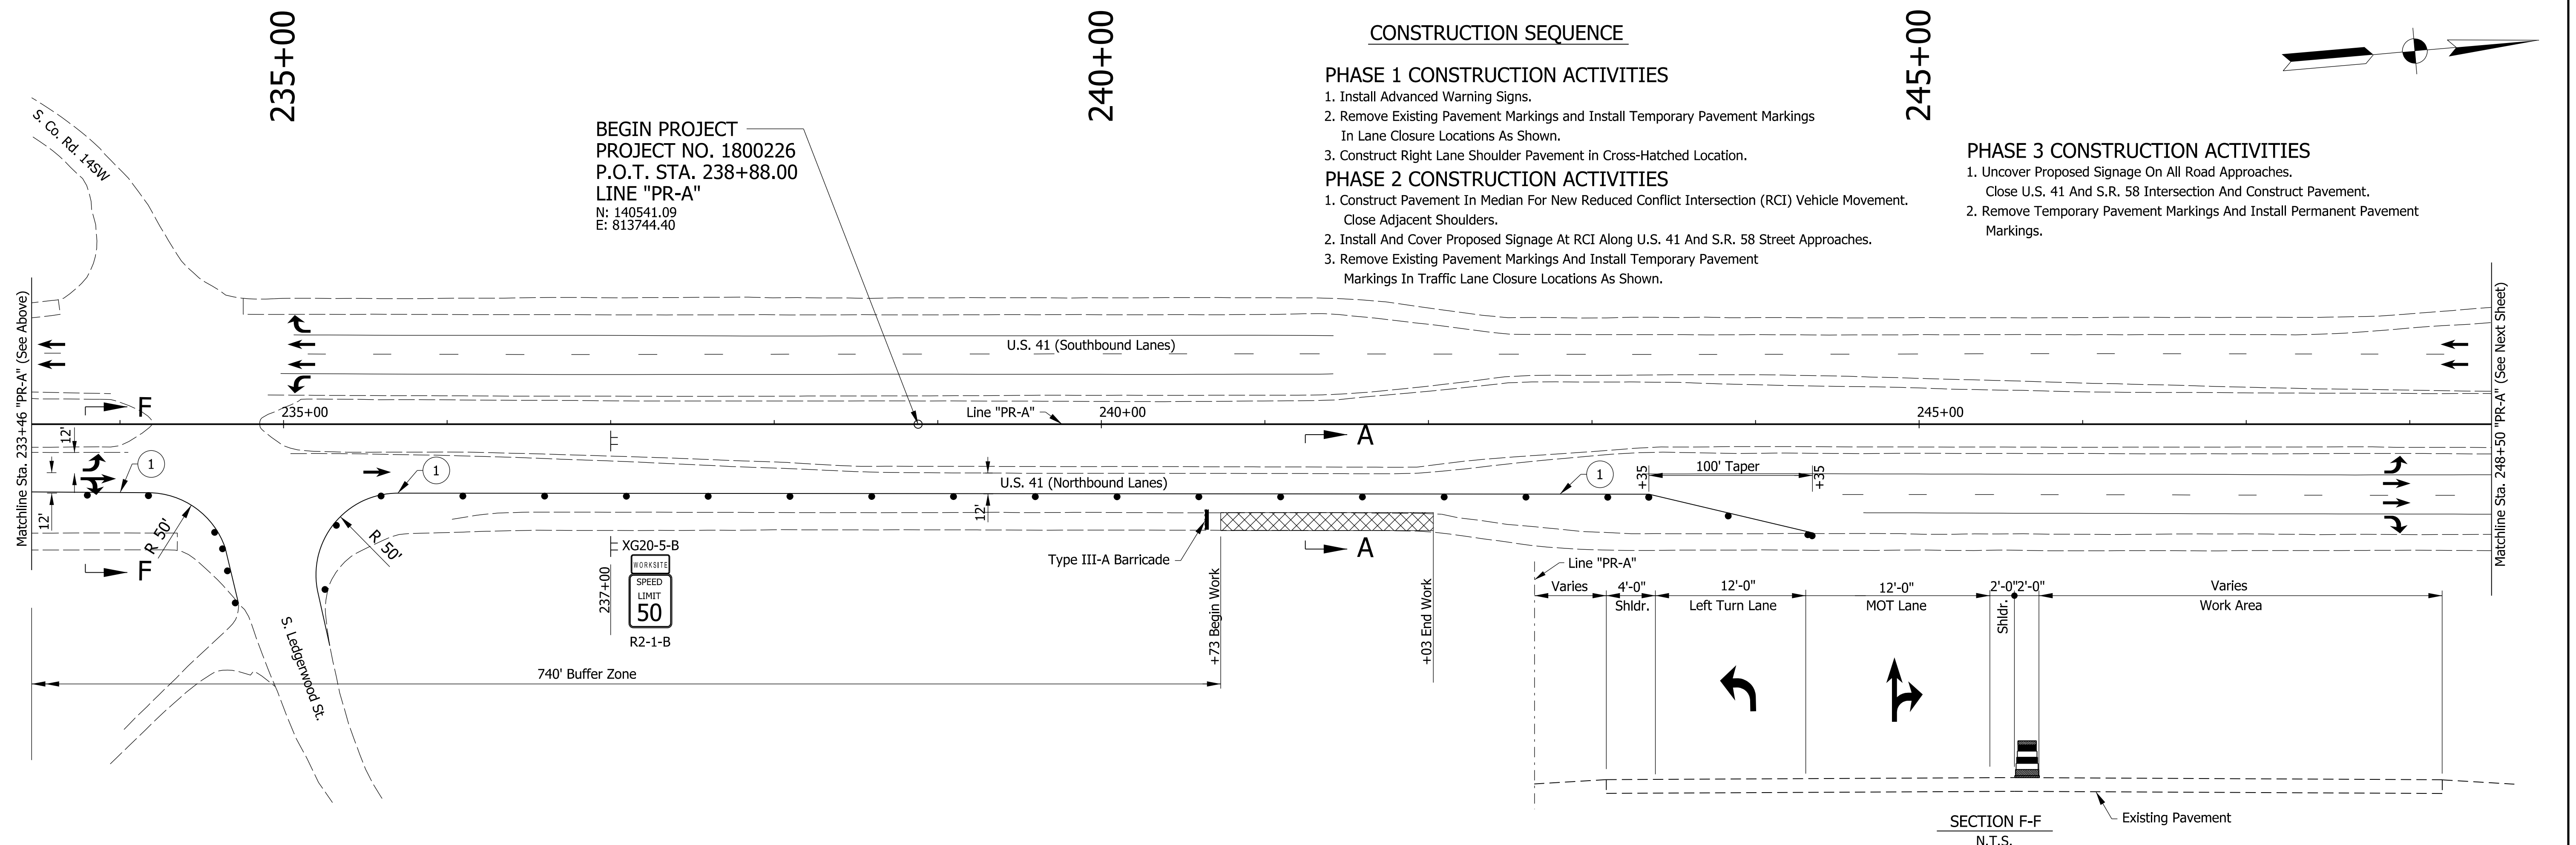 235+00
240+00
245+00
CONSTRUCTION SEQUENCE
PHASE 1 CONSTRUCTION ACTIVITIES
1. Install Advanced Warning Signs.
2. Remove Existing Pavement Markings and Install Temporary Pavement Markings
In Lane Closure Locations As Shown.
3. Construct Right Lane Shoulder Pavement in Cross-Hatched Location.
PHASE 2 CONSTRUCTION ACTIVITIES
1. Construct Pavement In Median For New Reduced Conflict Intersection (RCI) Vehicle Movement.
Close Adjacent Shoulders.
2. Install And Cover Proposed Signage At RCI Along U.S. 41 And S.R. 58 Street Approaches.
3. Remove Existing Pavement Markings And Install Temporary Pavement
Markings In Traffic Lane Closure Locations As Shown.
PHASE 3 CONSTRUCTION ACTIVITIES
1. Uncover Proposed Signage On All Road Approaches.
Close U.S. 41 And S.R. 58 Intersection And Construct Pavement.
2. Remove Temporary Pavement Markings And Install Permanent Pavement
Markings.
BEGIN PROJECT
PROJECT NO. 1800226
P.O.T. STA. 238+88.00
LINE "PR-A"
N: 140541.09
E: 813744.40
S. Co. Rd. 14SW
Matchline Sta. 233+46 "PR-A" (See Above)
U.S. 41 (Southbound Lanes)
Matchline Sta. 248+50 "PR-A" (See Next Sheet)
F
235+00
Line "PR-A"
240+00
245+00
A
12'
1
1
1
U.S. 41 (Northbound Lanes)
100' Taper
+35
+35
12'
12'
R 50'
R 50'
F
A
XG20-5-B
WORKSITE
SPEED
LIMIT
50
R2-1-B
237+00
Type III-A Barricade
+73 Begin Work
+03 End Work
S. Ledgerwood St.
740' Buffer Zone
Line "PR-A"
Varies
4'-0"
Shldr.
12'-0"
Left Turn Lane
12'-0"
MOT Lane
2'-0"
Shldr.
2'-0"
Varies
Work Area
Existing Pavement
SECTION F-F
N.T.S.